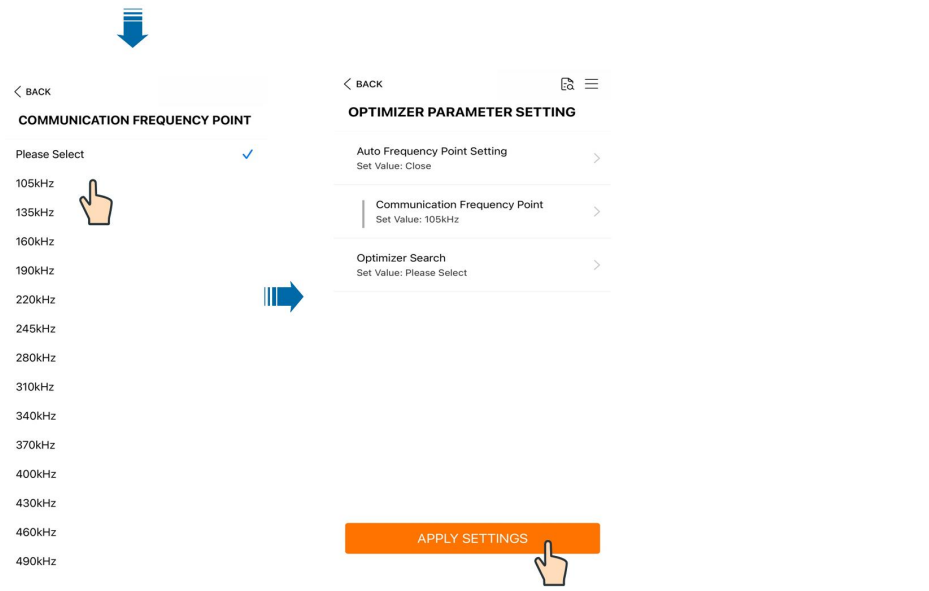 BACK
COMMUNICATION FREQUENCY POINT
Please Select
105kHz
135kHz
160kHz
190kHz
220kHz
245kHz
280kHz
310kHz
340kHz
370kHz
400kHz
430kHz
460kHz
490kHz
BACK
OPTIMIZER PARAMETER SETTING
Auto Frequency Point Setting
Set Value: Close
Communication Frequency Point
Set Value: 105kHz
Optimizer Search
Set Value: Please Select
APPLY SETTINGS